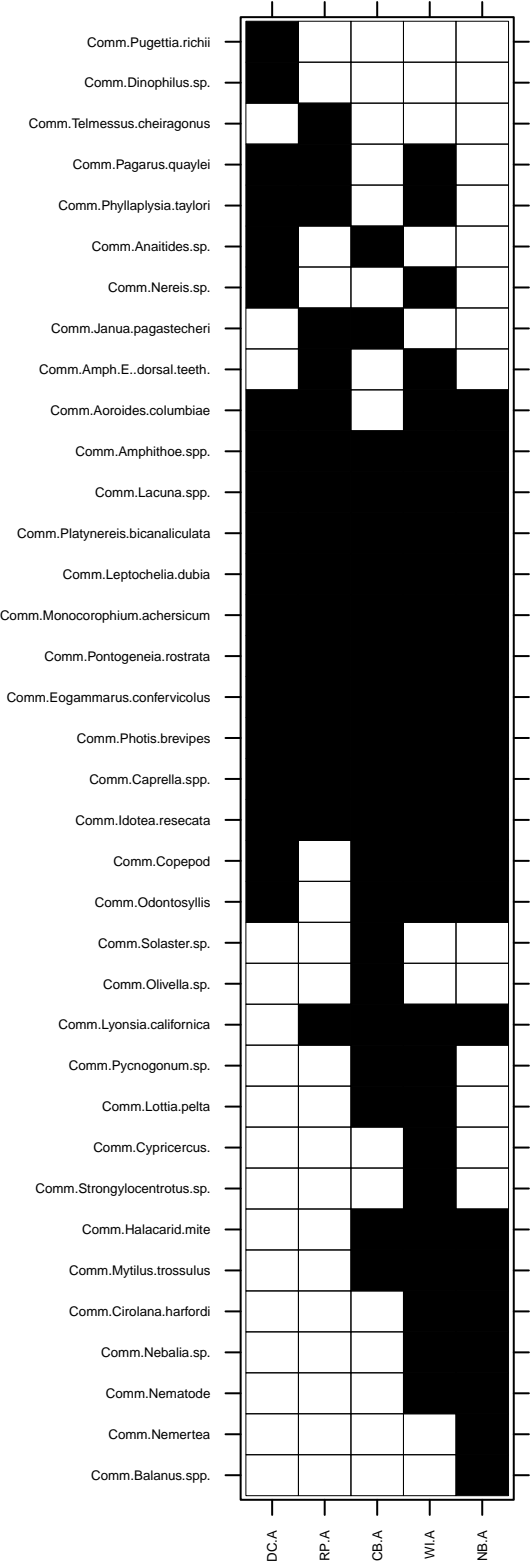 Comm.Pugettia.richii
Comm.Dinophilus.sp.
Comm.Telmessus.cheiragonus
Comm.Pagarus.quaylei
Comm.Phyllaplysia.taylori
Comm.Anaitides.sp.
Comm.Nereis.sp.
Comm.Janua.pagastecheri
Comm.Amph.E..dorsal.teeth.
Comm.Aoroides.columbiae
Comm.Amphithoe.spp.
Comm.Lacuna.spp.
Comm.Platynereis.bicanaliculata
Comm.Leptochelia.dubia
Comm.Monocorophium.achersicum
Comm.Pontogeneia.rostrata
Comm.Eogammarus.confervicolus
Comm.Photis.brevipes
Comm.Caprella.spp.
Comm.Idotea.resecata
Comm.Copepod
Comm.Odontosyllis
Comm.Solaster.sp.
Comm.Olivella.sp.
Comm.Lyonsia.californica
Comm.Pycnogonum.sp.
Comm.Lottia.pelta
Comm.Cypricercus.
Comm.Strongylocentrotus.sp.
Comm.Halacarid.mite
Comm.Mytilus.trossulus
Comm.Cirolana.harfordi
Comm.Nebalia.sp.
Comm.Nematode
Comm.Nemertea
Comm.Balanus.spp.
DC.A
RP.A
CB.A
WI.A
NB.A